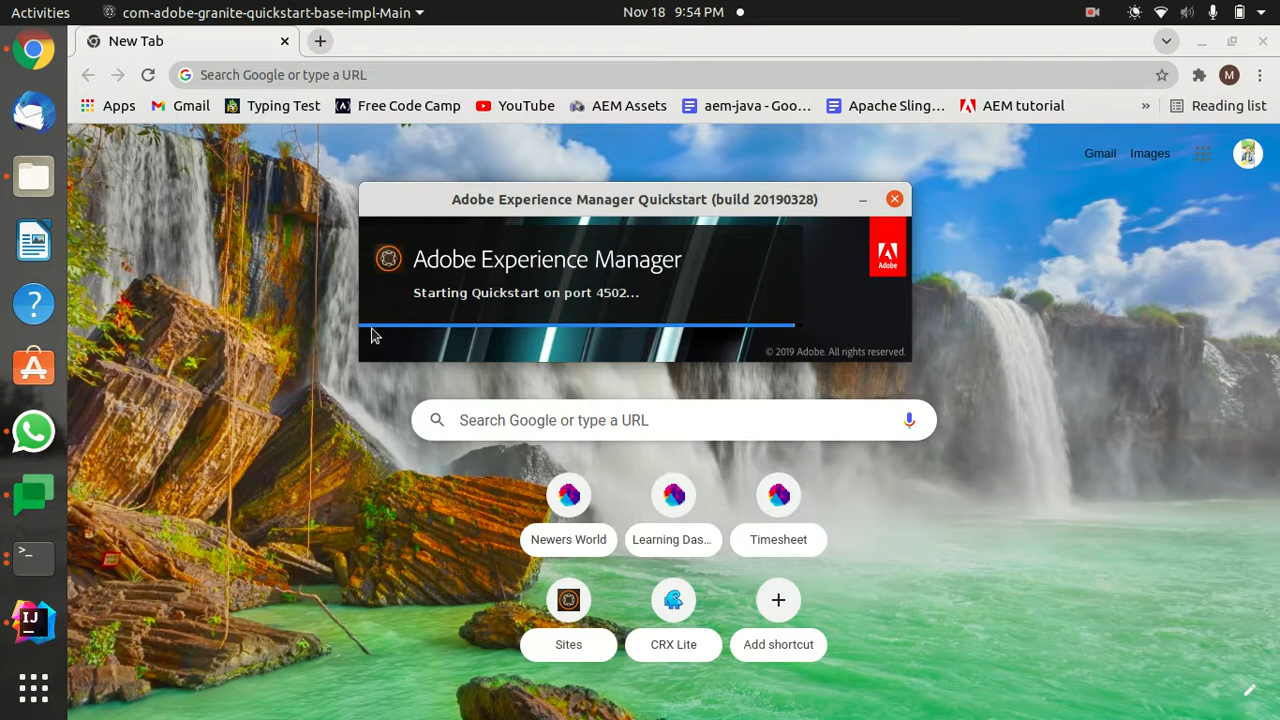 Activities
com-adobe-granite-quickstart-base-impl-Main
Nov 18 9:54 PM
New Tab
Search Google or type a URL
M
Apps
Gmail
Typing Test
Free Code Camp
YouTube
AEM Assets
aem-java - Goo...
Apache Sling...
AEM tutorial
»
Reading list
Gmail
Images
Adobe Experience Manager Quickstart (build 20190328)
Adobe Experience Manager
Adobe
Starting Quickstart on port 4502...
© 2019 Adobe. All rights reserved.
Search Google or type a URL
Newers World
Learning Das...
Timesheet
Sites
CRX Lite
Add shortcut
>_
IJ